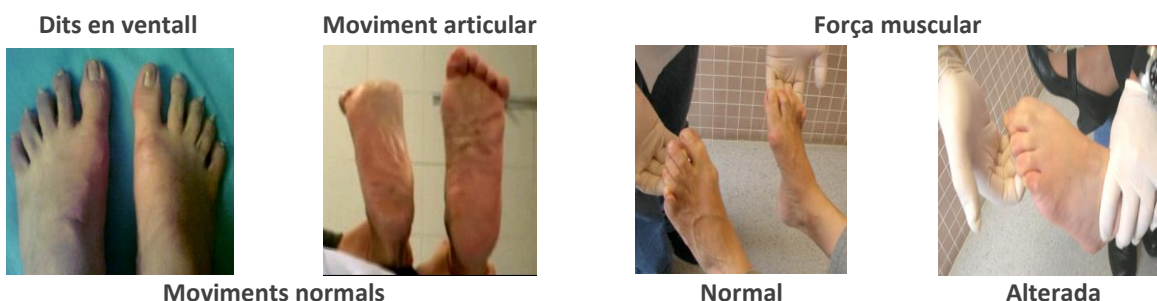 Dits en ventall
Moviment articular
Força muscular
Moviments normals
Normal
Alterada